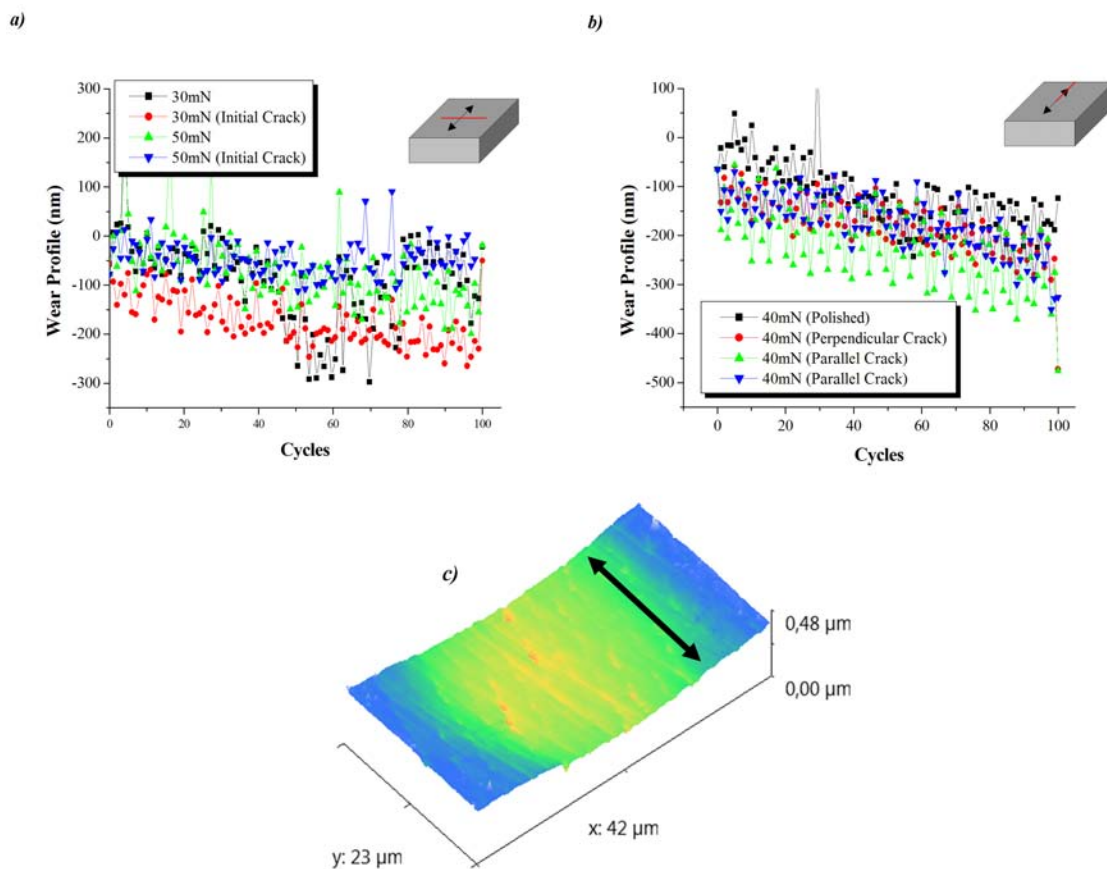 a)
300
200
100
0
-100
-200
-300
Wear Profile (nm)
30mN
30mN (Initial Crack)
50mN
50mN (Initial Crack)
0 20 40 60 80 100
Cycles
b)
100
0
-100
-200
-300
-400
-500
Wear Profile (nm)
40mN (Polished)
40mN (Perpendicular Crack)
40mN (Parallel Crack)
40mN (Parallel Crack)
0 20 40 60 80 100
Cycles
c)
0,48 µm
0,00 µm
x: 42 µm
y: 23 µm